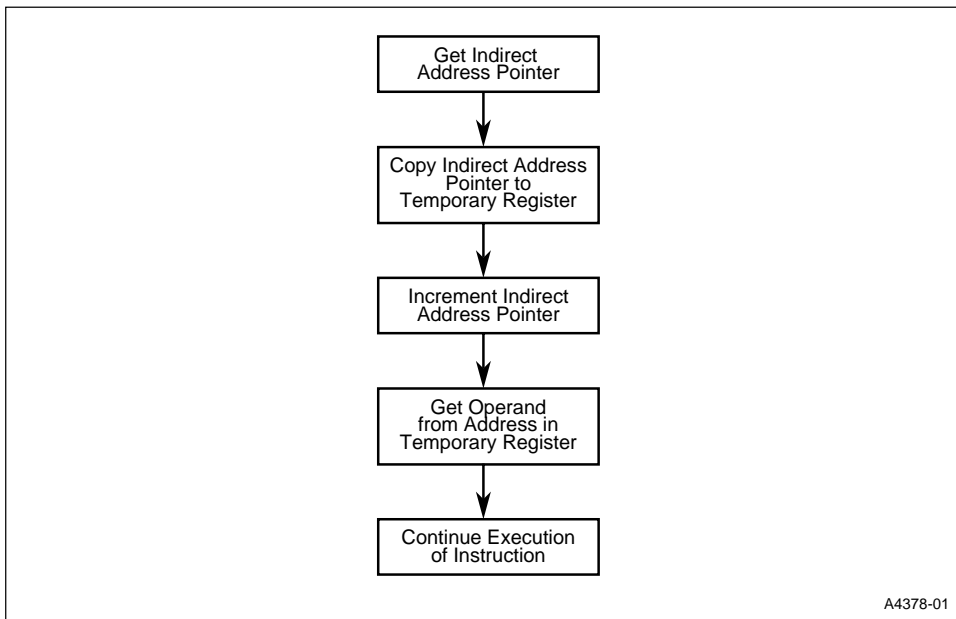 Get Indirect
Address Pointer
Copy Indirect Address
Pointer to
Temporary Register
Increment Indirect
Address Pointer
Get Operand
from Address in
Temporary Register
Continue Execution
of Instruction
A4378-01